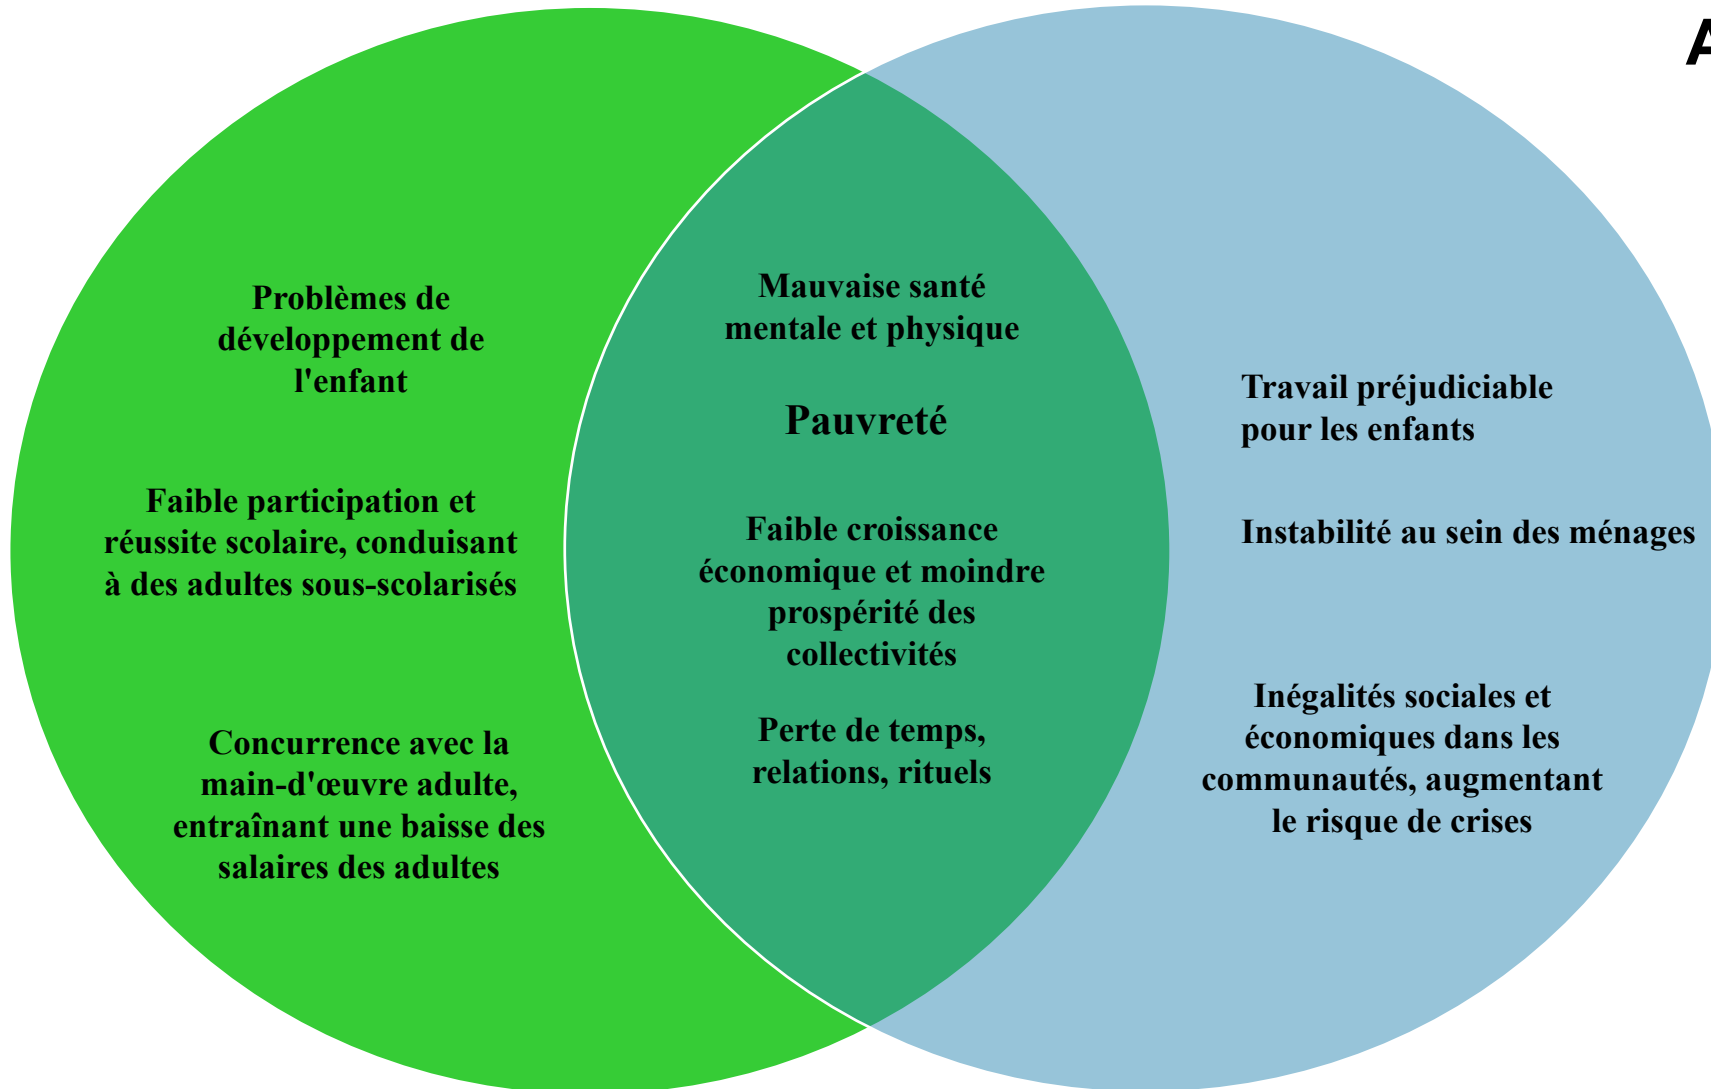 A
Problèmes de
développement de
l'enfant
Faible participation et
réussite scolaire, conduisant
à des adultes sous-scolarisés
Concurrence avec la
main-d'œuvre adulte,
entraînant une baisse des
salaires des adultes
Mauvaise santé
mentale et physique
Pauvreté
Faible croissance
économique et moindre
prospérité des
collectivités
Perte de temps,
relations, rituels
Travail préjudiciable
pour les enfants
Instabilité au sein des ménages
Inégalités sociales et
économiques dans les
communautés, augmentant
le risque de crises